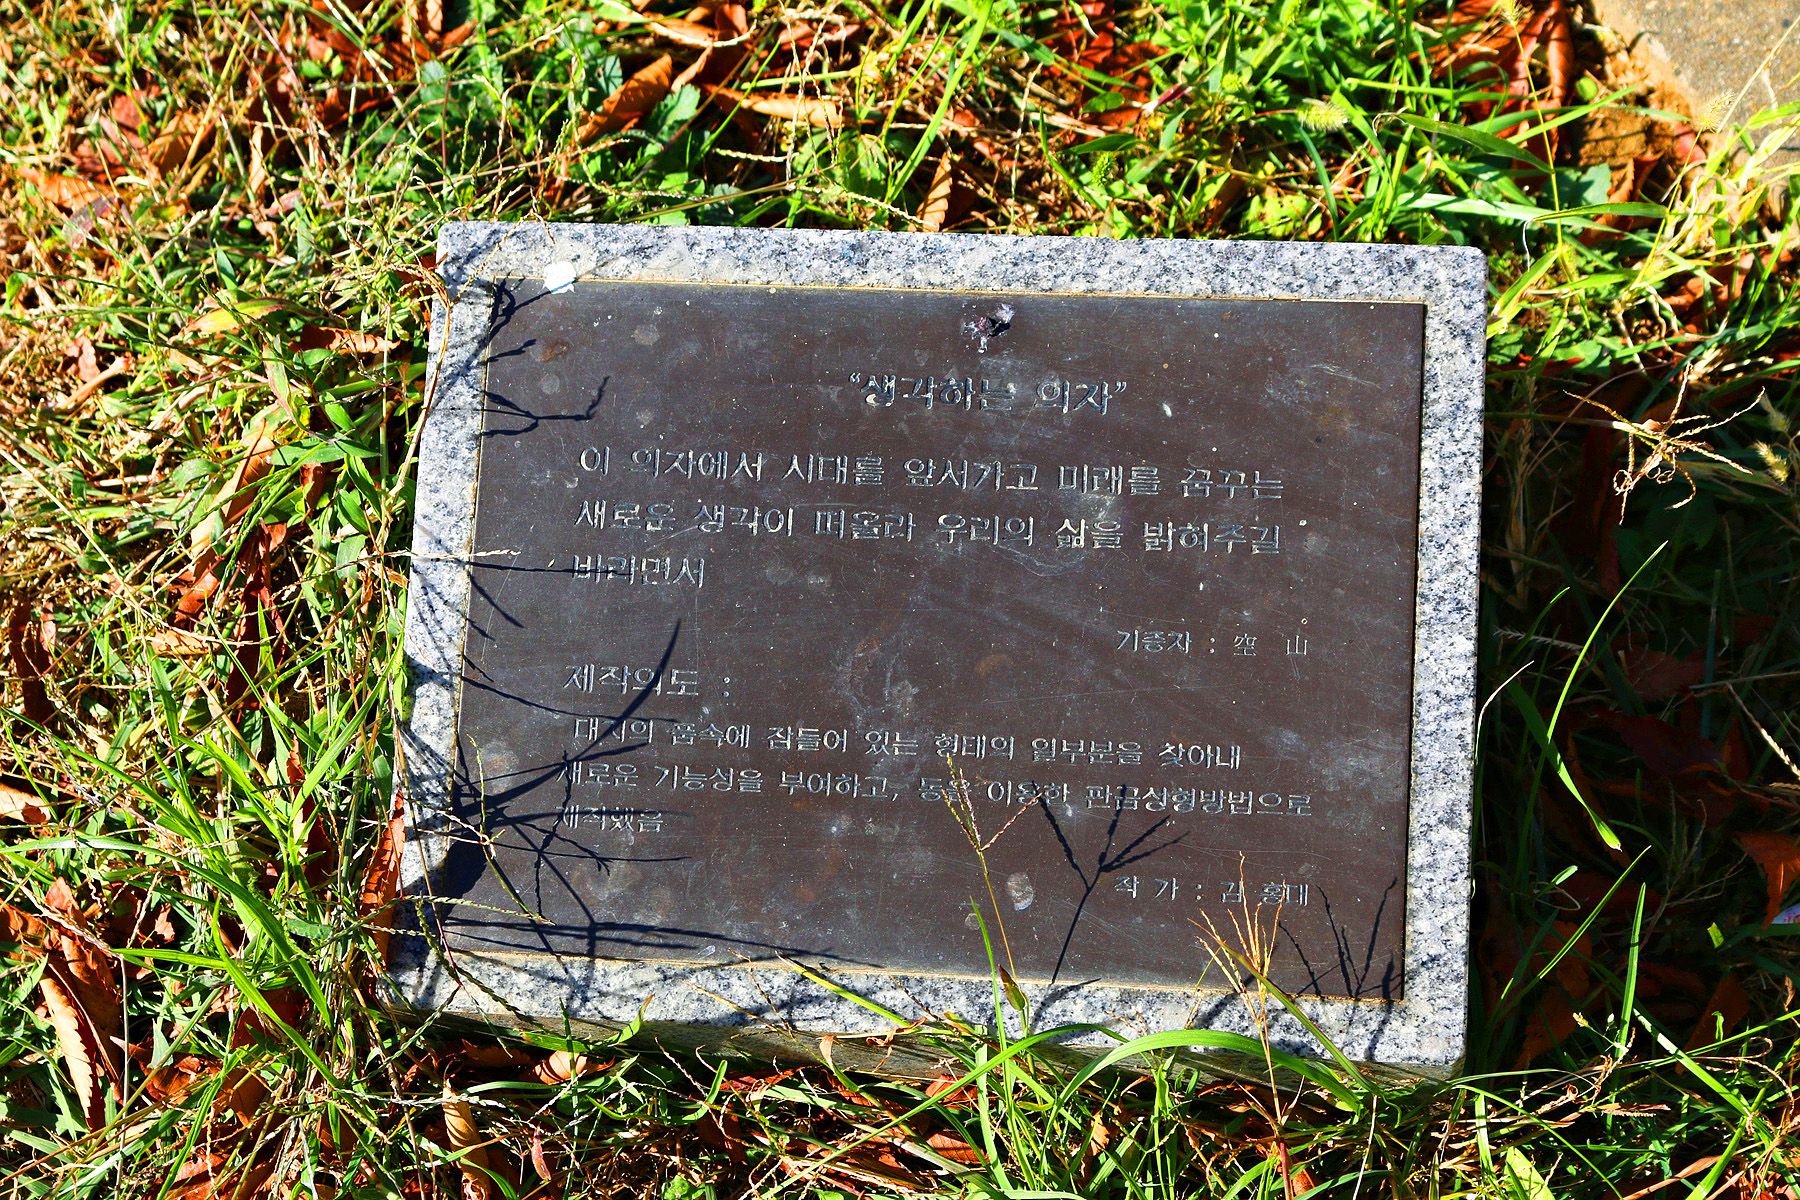 “생각하는 의자”
이 의자에서 시대를 앞서가고 미래를 꿈꾸는
새로운 생각이 떠올라 우리의 삶을 밝혀주길
바라면서
기증자 : 空 山
제작의도 :
대지의 품속에 잠들어 있는 형태의 일부분을 찾아내
새로운 기능성을 부여하고, 동을 이용한 판금성형방법으로
제작했음
작 가 : 김 홍대